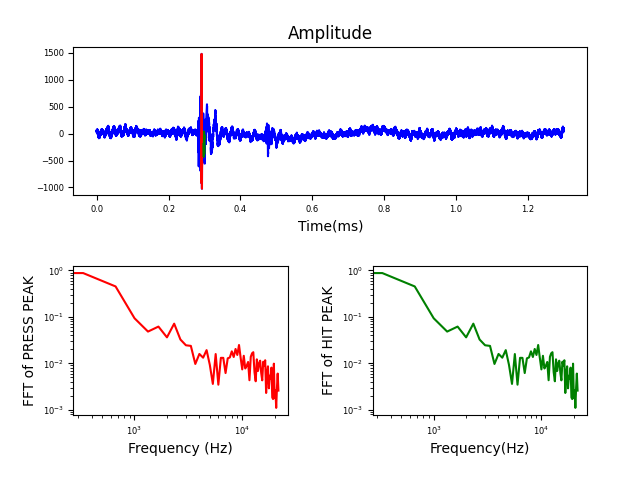 Amplitude
1500
1000
500
0
−500
−1000
0.0 0.2 0.4 0.6 0.8 1.0 1.2
Time(ms)
FFT of PRESS PEAK
10⁰
10⁻¹
10⁻²
10⁻³
10³ 10⁴
Frequency (Hz)
FFT of HIT PEAK
10⁰
10⁻¹
10⁻²
10⁻³
10³ 10⁴
Frequency(Hz)